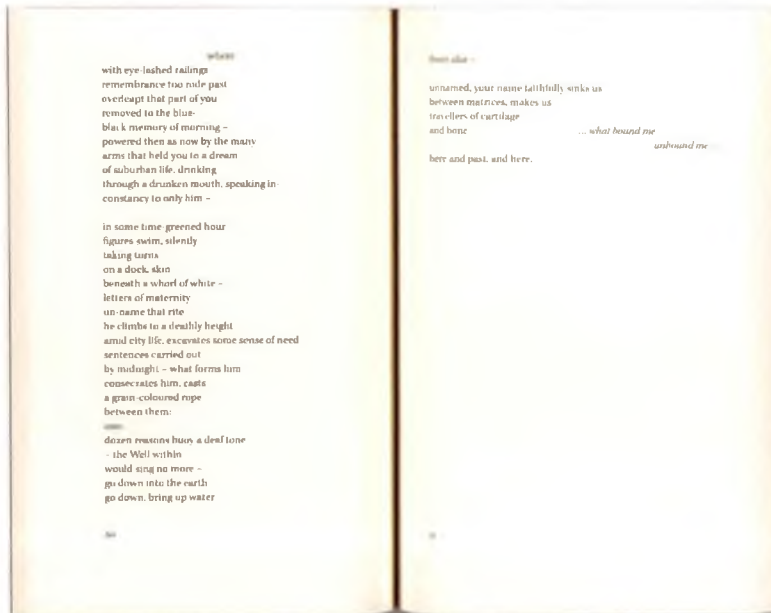 with eye-lashed railings
remembrance too rode past
overleapt that part of you
removed to the blue-
black memory of morning –
powered then as now by the many
arms that held you to a dream
of suburban life, drinking
through a drunken mouth, speaking in-
constancy to only him –
in some time-greened hour
figures swim, silently
taking turns
on a dock, skin
beneath a whorl of white –
letters of maternity
un-name that rite
he climbs to a deathly height
amid city life, excavates some sense of need
sentences carried out
by midnight – what forms him
consecrates him, casts
a grain-coloured rope
between them:
dozen reasons buoy a deaf tone
– the Well within
would sing no more –
go down into the earth
go down, bring up water
unnamed, your name faithfully sinks us
between matrices, makes us
travellers of cartilage
and bone ... what bound me
unbound me
here and past, and here.